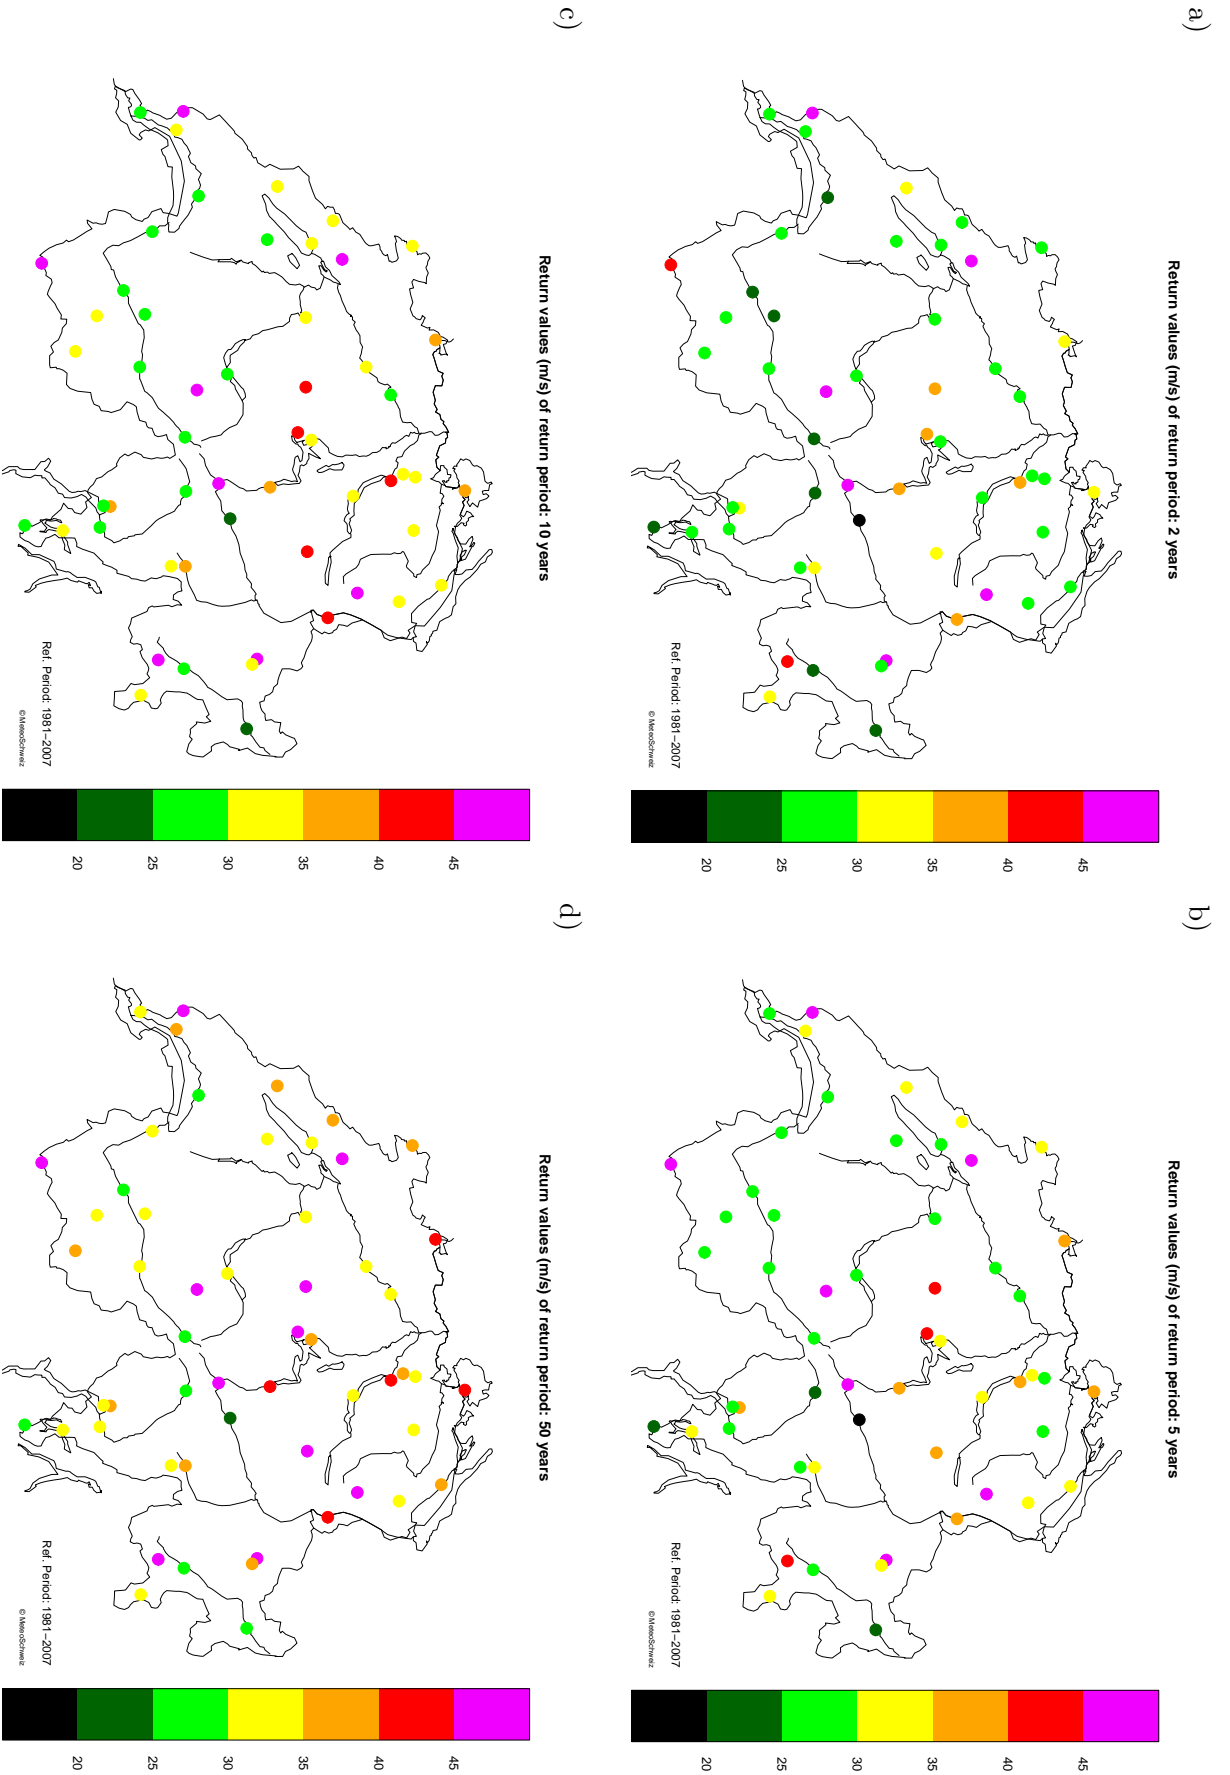 a)
Return values (m/s) of return period: 2 years
Ref. Period: 1981−2007
© MeteoSchweiz
20
25
30
35
40
45
b)
Return values (m/s) of return period: 5 years
Ref. Period: 1981−2007
© MeteoSchweiz
20
25
30
35
40
45
c)
Return values (m/s) of return period: 10 years
Ref. Period: 1981−2007
© MeteoSchweiz
20
25
30
35
40
45
d)
Return values (m/s) of return period: 50 years
Ref. Period: 1981−2007
© MeteoSchweiz
20
25
30
35
40
45